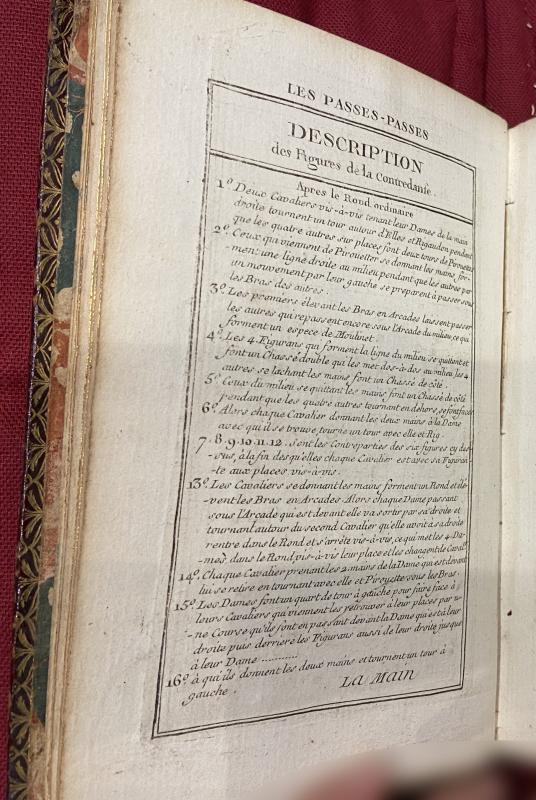 LES PASSES-PASSES
DESCRIPTION
des Figures de la Contredanse.
Apres le Rond ordinaire
1º Deux Cavaliers vis-à-vis tenant leur Dames de la main
droite tournent un tour autour d'Elles et Rigaudon pendant
que les quatre autres sur places font deux tours de Pirouettes
2º. Ceux qui viennent de Pirouetter se donnant les mains, for-
-ment une ligne droite au milieu pendant que les autres par
un mouvement par leur gauche se preparent à passer sous
les Bras des autres.
3º. Les premiers élevant les Bras en Arcades laissent passer
les autres qui repassent encore sous l'Arcade du milieu, ce qui
forment un espece de Moulinet.
4º. Les 4 Figurans qui forment la ligne du milieu se quittent et
font un Chassé double qui les met dos-à-dos au milieu, les 4
autres se lachant les mains font un Chassé de côté.
5º. Ceux du milieu se quittant les mains font un Chassé de côté
pendant que les quatre autres tournant en dehors, se font face
6º. Alors chaque Cavalier donnant les deux mains à la Dame
avec qui il se trouve, tourne un tour avec elle et Rig.
7. 8. 9. 10. 11. 12. Sont les Contreparties des six figures cy des-
-sus, à la fin des qu'elles chaque Cavalier est avec sa Figuran-
-te aux places vis-à-vis.
13º. Les Cavaliers se donnant les mains forment un Rond et éle-
-vent les Bras en Arcades Alors chaque Dame passant
sous l'Arcade qui est devant elle va sortir par sa droite et
tournant autour du second Cavalier qu'elle avoit à sa droite
rentre dans le Rond et s'arrête vis-à-vis, ce qui met les 4 Da-
-mes, dans le Rond, vis-à-vis leur place et les changent de Caval.
14º. Chaque Cavalier prenant les 2 mains de la Dame qui est devant
lui se retire en tournant avec elle et Pirouette sous les Bras.
15º. Les Dames font un quart de tour à gauche pour faire face à
leurs Cavaliers qui viennent les retrouver à leur places par u-
-ne Course qu'ils font en passant devant la Dame qui est à leur
droite puis derriere les Figurans aussi de leur droite jusque
à leur Dame ............
16º. à qui ils donnent les deux mains et tournent un tour à
gauche.
La Main